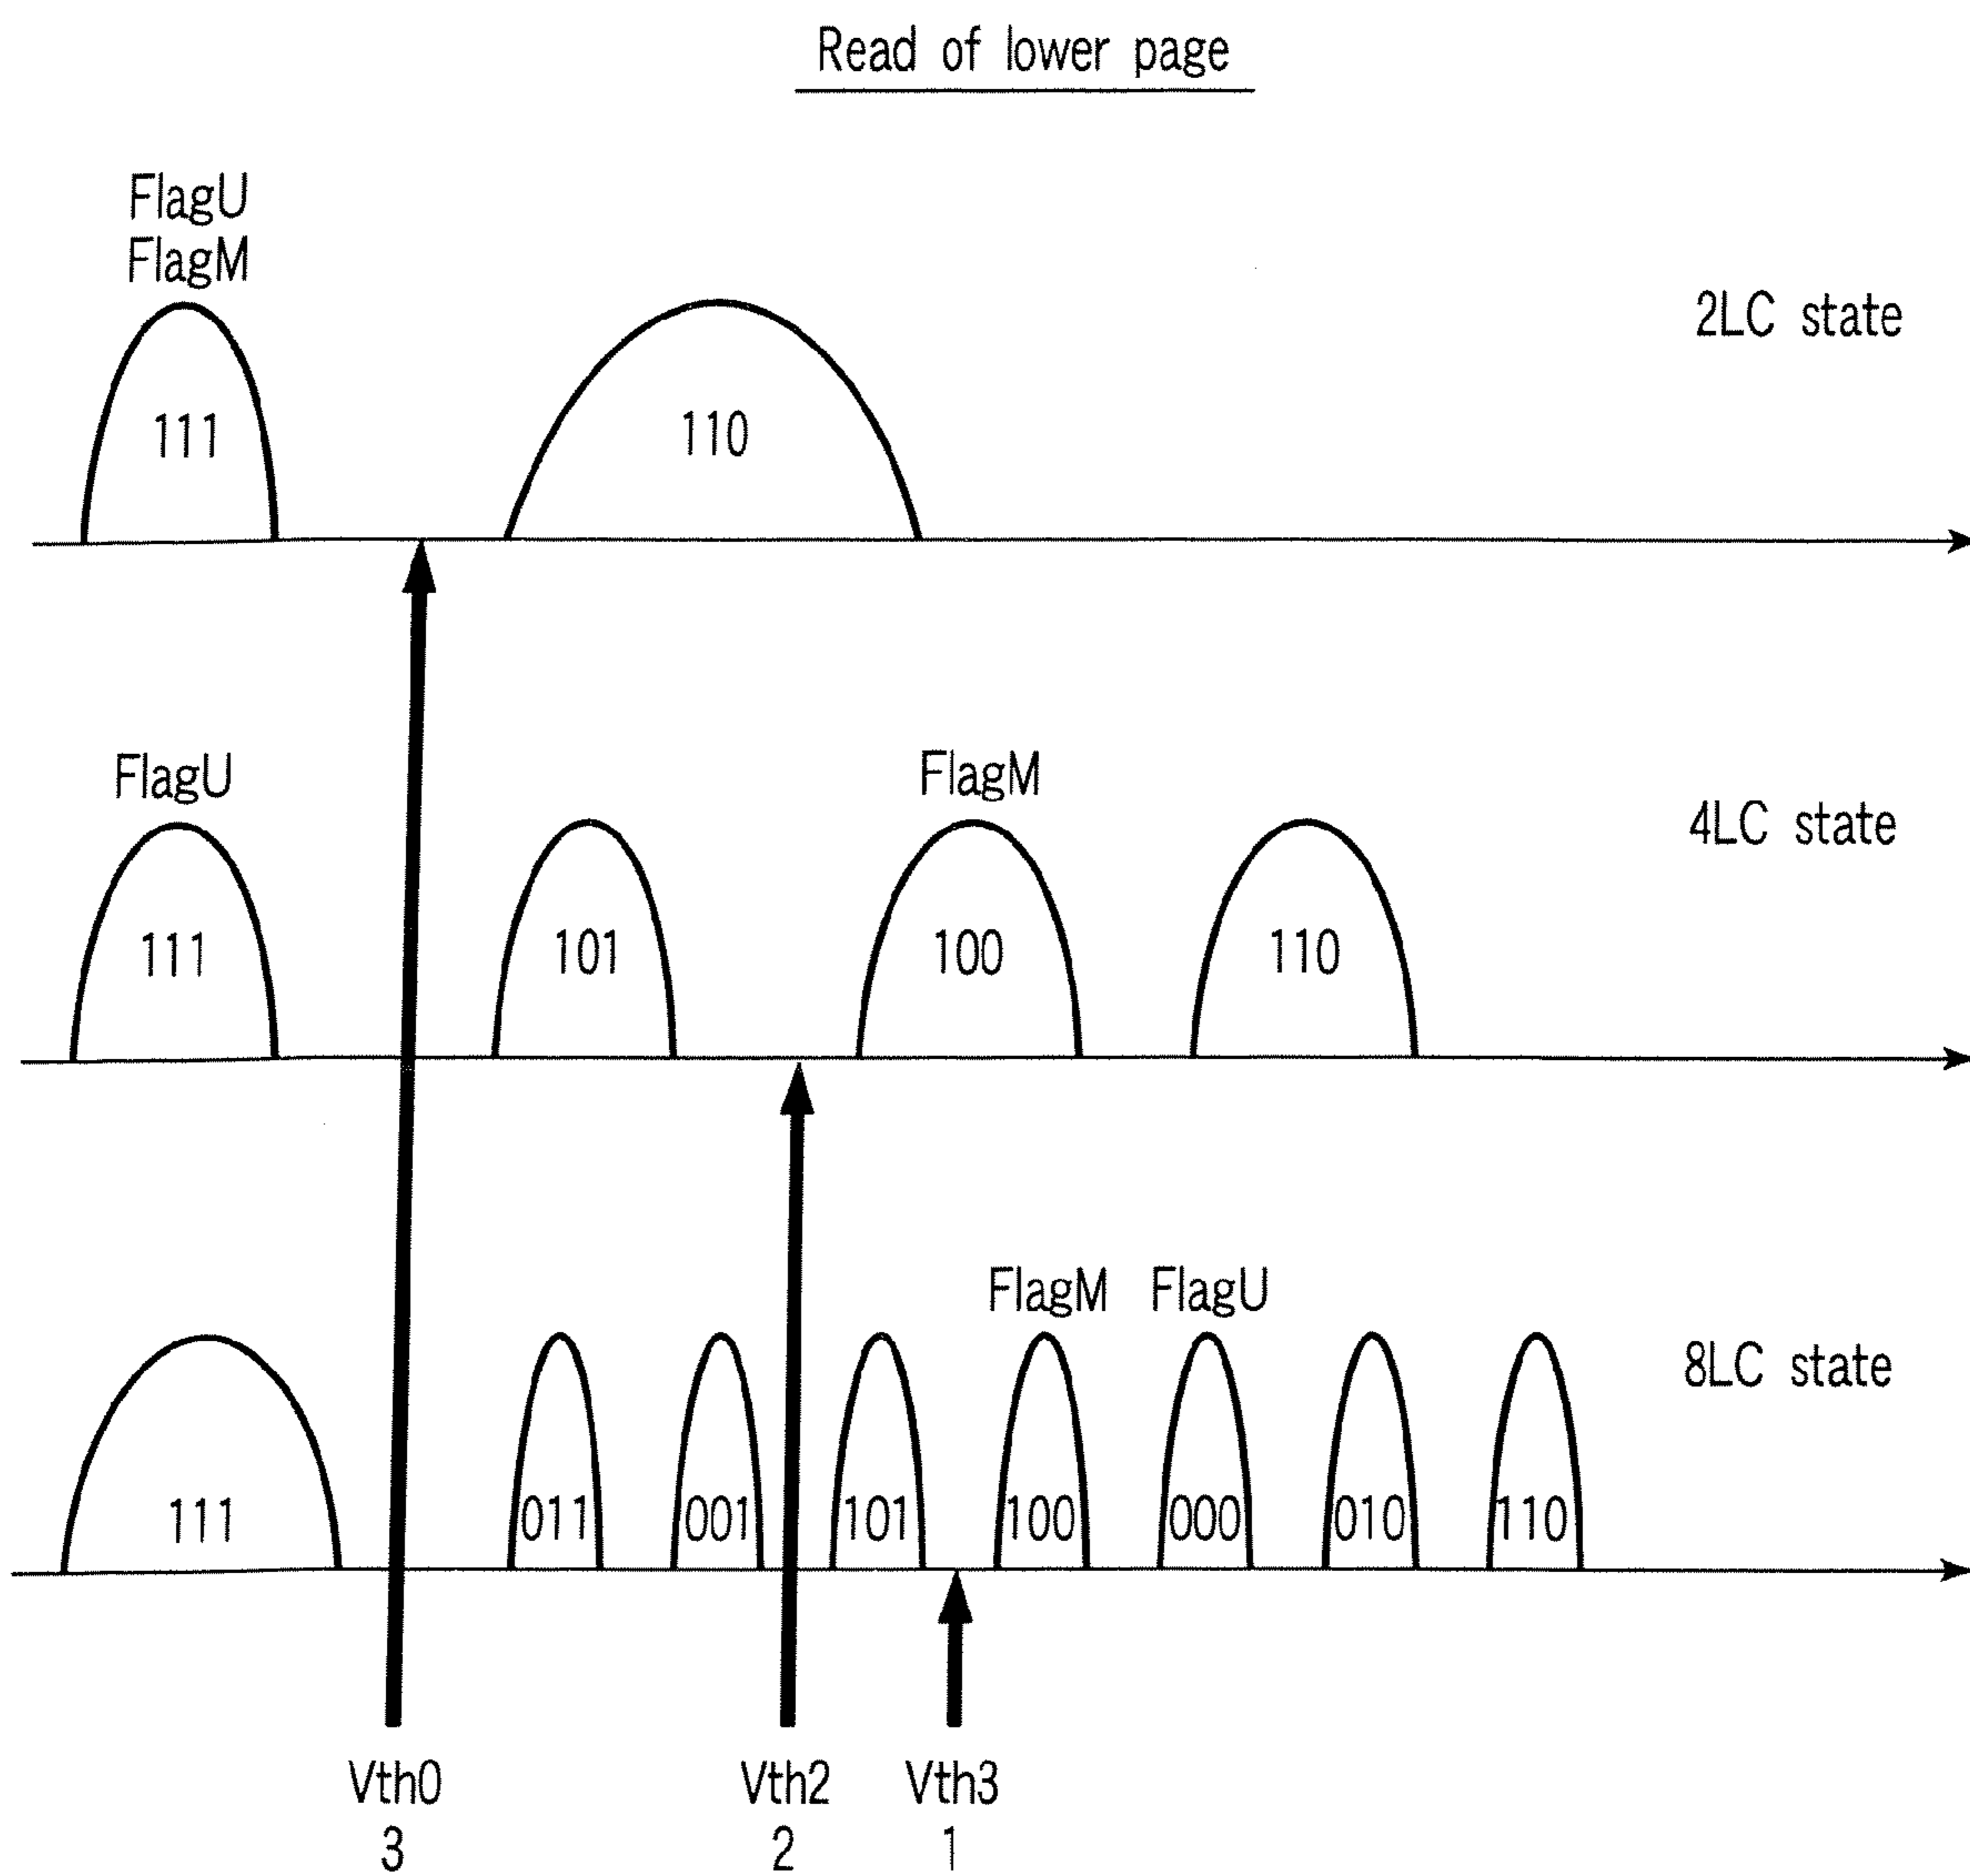 Read of lower page
FlagU
FlagM
2LC state
111 110
FlagU FlagM
4LC state
111 101 100 110
FlagM FlagU
8LC state
111 011 001 101 100 000 010 110
Vth0 Vth2 Vth3
3 2 1